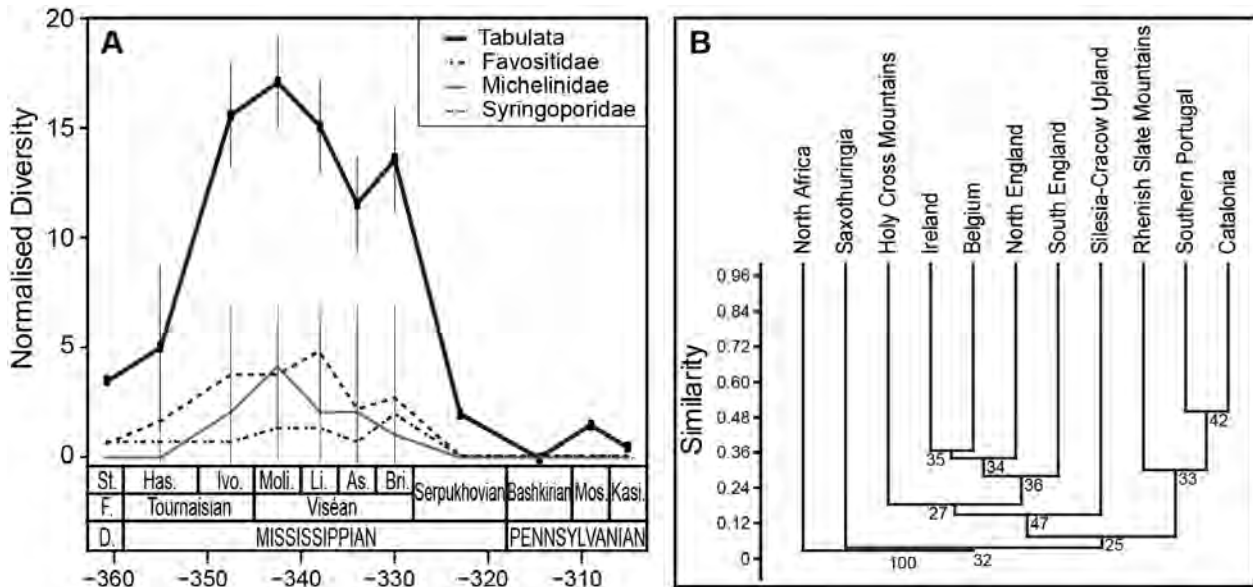 A
20
15
10
5
0
Normalised Diversity
Tabulata
Favositidae
Michelinidae
Syringoporidae
St. Has. Ivo. Moli. Li. As. Bri. Serpukhovian Bashkirian Mos. Kasi.
F. Tournaisian Viséan
D. MISSISSIPPIAN PENNSYLVANIAN
−360 −350 −340 −330 −320 −310
B
North Africa
Saxothuringia
Holy Cross Mountains
Ireland
Belgium
North England
South England
Silesia-Cracow Upland
Rhenish Slate Mountains
Southern Portugal
Catalonia
Similarity
0,96
0,84
0,72
0,60
0,48
0,36
0,24
0,12
0
42
35
34
33
36
27
47
25
100
32